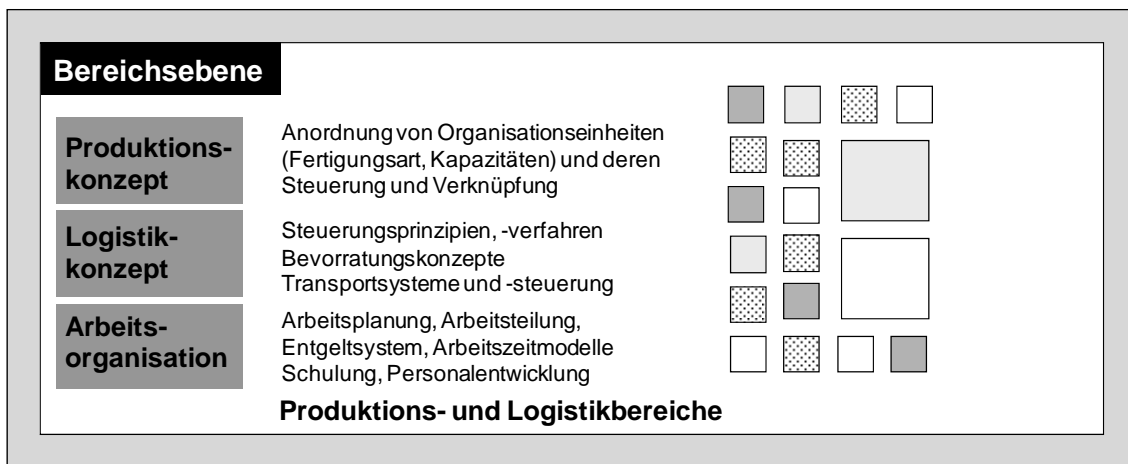 Bereichsebene
Produktions-
konzept
Anordnung von Organisationseinheiten
(Fertigungsart, Kapazitäten) und deren
Steuerung und Verknüpfung
Logistik-
konzept
Steuerungsprinzipien, -verfahren
Bevorratungskonzepte
Transportsysteme und -steuerung
Arbeits-
organisation
Arbeitsplanung, Arbeitsteilung,
Entgeltsystem, Arbeitszeitmodelle
Schulung, Personalentwicklung
Produktions- und Logistikbereiche